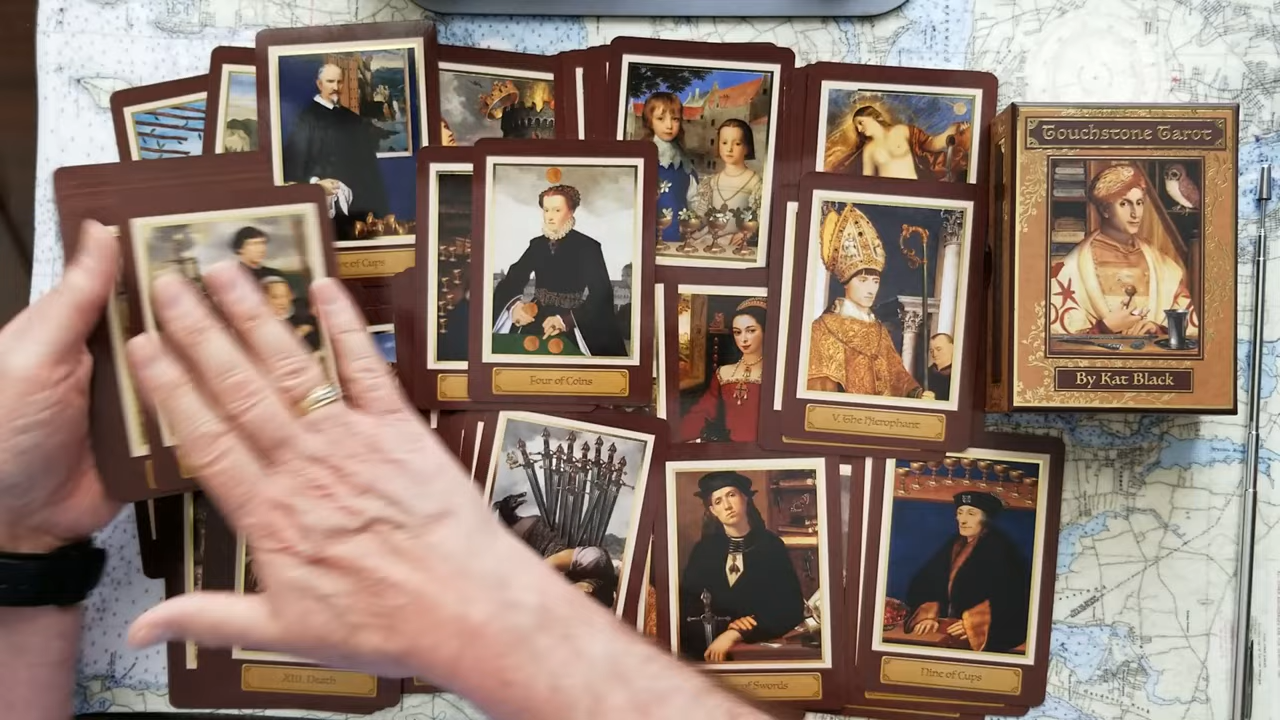 Touchstone Tarot
of Cups
Four of Coins
By Kat Black
V. The Hierophant
XIII. Death
of Swords
Nine of Cups